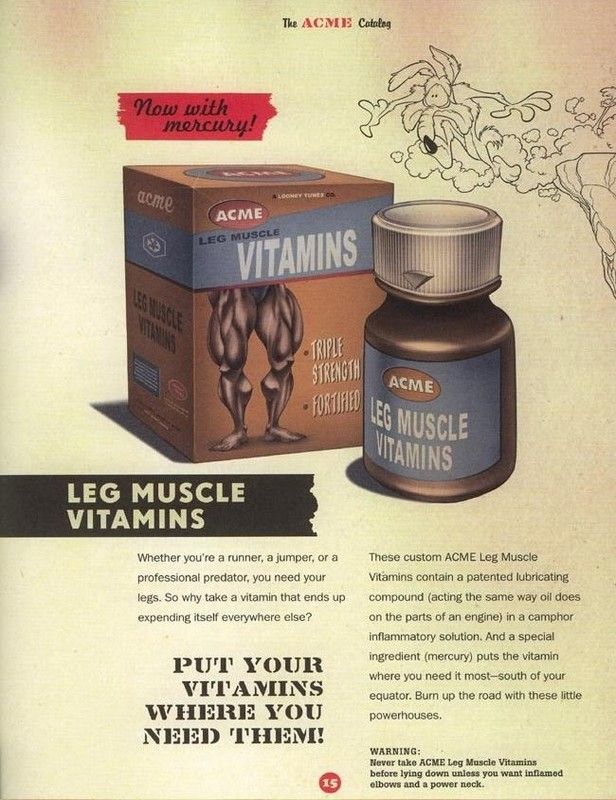 The ACME Catalog
Now with
mercury!
ACME
acme
A LOONEY TUNES CO.
ACME
LEG MUSCLE
VITAMINS
LEG MUSCLE
VITAMINS
• TRIPLE
STRENGTH
• FORTIFIED
ACME
ACME
LEG MUSCLE
VITAMINS
LEG MUSCLE
VITAMINS
Whether you're a runner, a jumper, or a
professional predator, you need your
legs. So why take a vitamin that ends up
expending itself everywhere else?
PUT YOUR
VITAMINS
WHERE YOU
NEED THEM!
These custom ACME Leg Muscle
Vitamins contain a patented lubricating
compound (acting the same way oil does
on the parts of an engine) in a camphor
inflammatory solution. And a special
ingredient (mercury) puts the vitamin
where you need it most—south of your
equator. Burn up the road with these little
powerhouses.
WARNING:
Never take ACME Leg Muscle Vitamins
before lying down unless you want inflamed
elbows and a power neck.
15